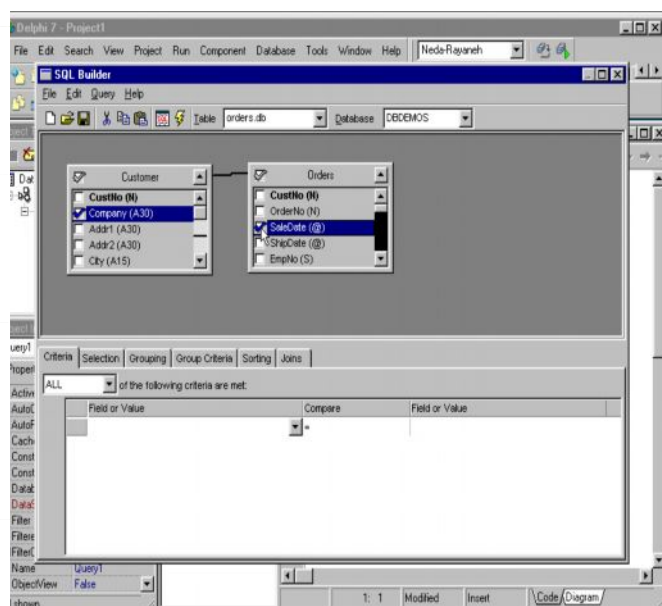 Delphi 7 - Project1
File Edit Search View Project Run Component Database Tools Window Help Neda-Rayaneh
SQL Builder
File Edit Query Help
Table orders.db Database DBDEMOS
Customer
CustNo (N)
Company (A30)
Addr1 (A30)
Addr2 (A30)
City (A15)
Orders
CustNo (N)
OrderNo (N)
SaleDate (@)
ShipDate (@)
EmpNo (S)
Criteria Selection Grouping Group Criteria Sorting Joins
ALL of the following criteria are met:
Field or Value Compare Field or Value
=
Name Query1
ObjectView False
shown
1: 1 Modified Insert Code Diagram